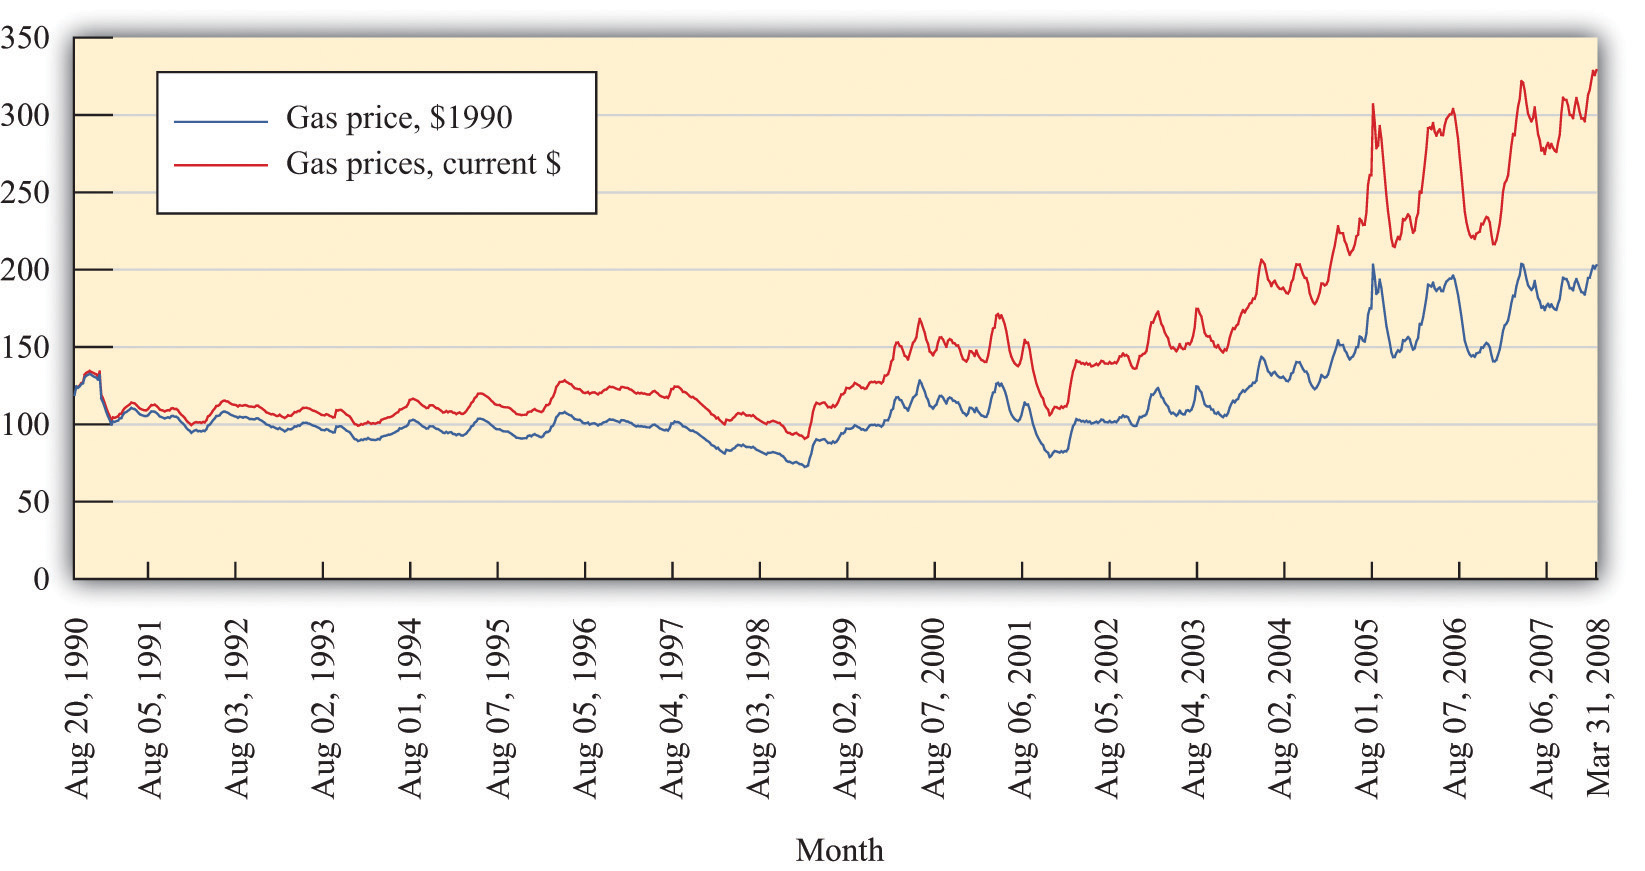 350
300
250
200
150
100
50
0
Gas price, $1990
Gas prices, current $
Aug 20, 1990
Aug 05, 1991
Aug 03, 1992
Aug 02, 1993
Aug 01, 1994
Aug 07, 1995
Aug 05, 1996
Aug 04, 1997
Aug 03, 1998
Aug 02, 1999
Aug 07, 2000
Aug 06, 2001
Aug 05, 2002
Aug 04, 2003
Aug 02, 2004
Aug 01, 2005
Aug 07, 2006
Aug 06, 2007
Mar 31, 2008
Month